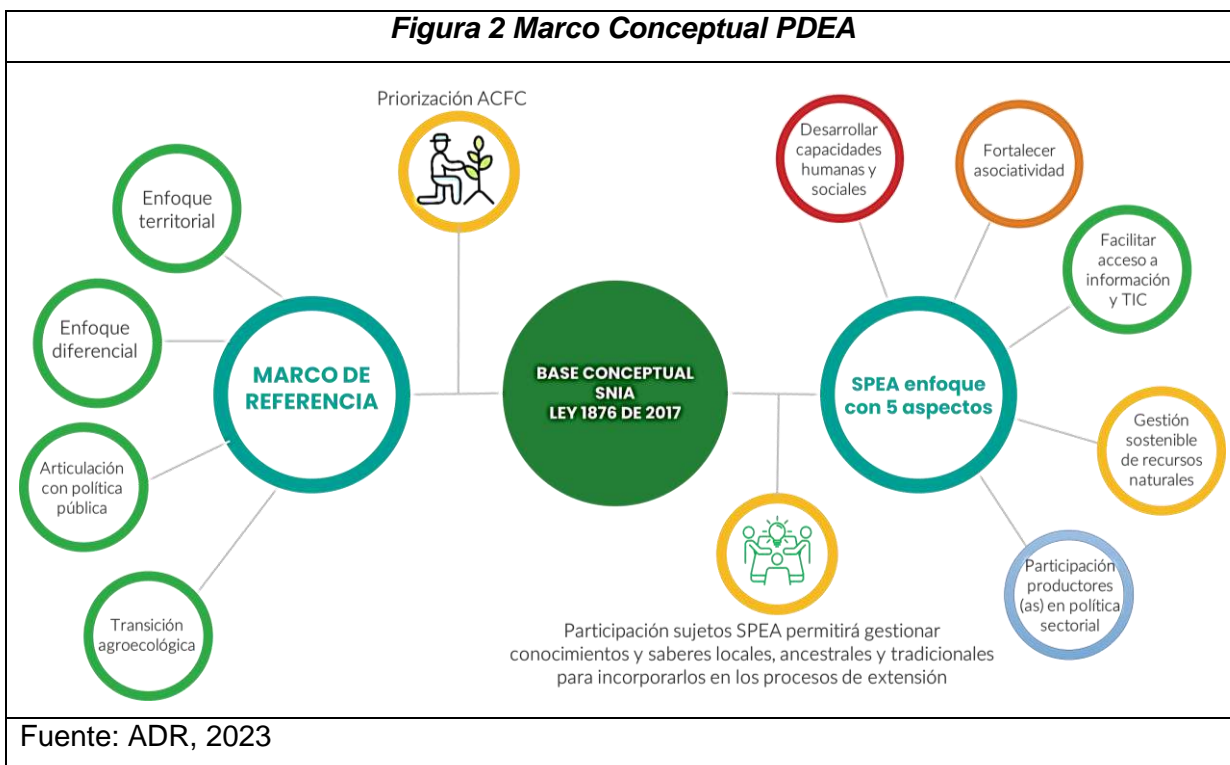 Figura 2 Marco Conceptual PDEA
Priorización ACFC
Enfoque
territorial
Enfoque
diferencial
Articulación
con política
pública
Transición
agroecológica
MARCO DE
REFERENCIA
BASE CONCEPTUAL
SNIA
LEY 1876 DE 2017
SPEA enfoque
con 5 aspectos
Desarrollar
capacidades
humanas y
sociales
Fortalecer
asociatividad
Facilitar
acceso a
información
y TIC
Gestión
sostenible
de recursos
naturales
Participación
productores
(as) en política
sectorial
Participación sujetos SPEA permitirá gestionar
conocimientos y saberes locales, ancestrales y tradicionales
para incorporarlos en los procesos de extensión
Fuente: ADR, 2023